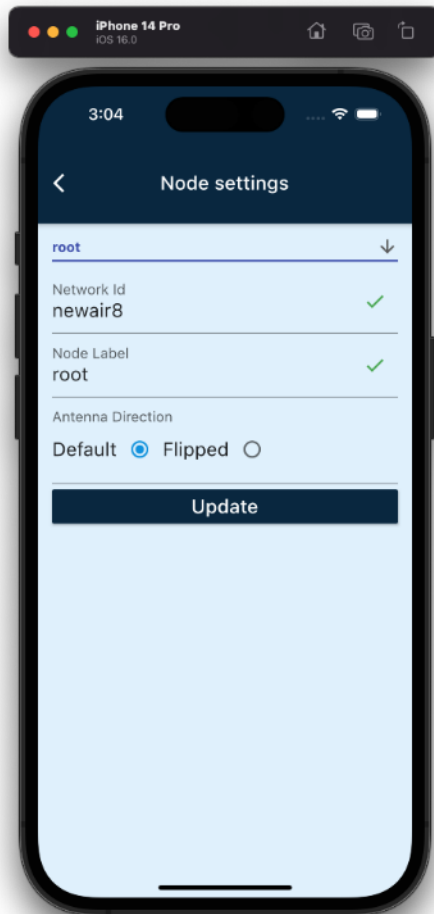 iPhone 14 Pro
iOS 16.0
3:04
Node settings
root
Network Id
newair8
Node Label
root
Antenna Direction
Default Flipped
Update